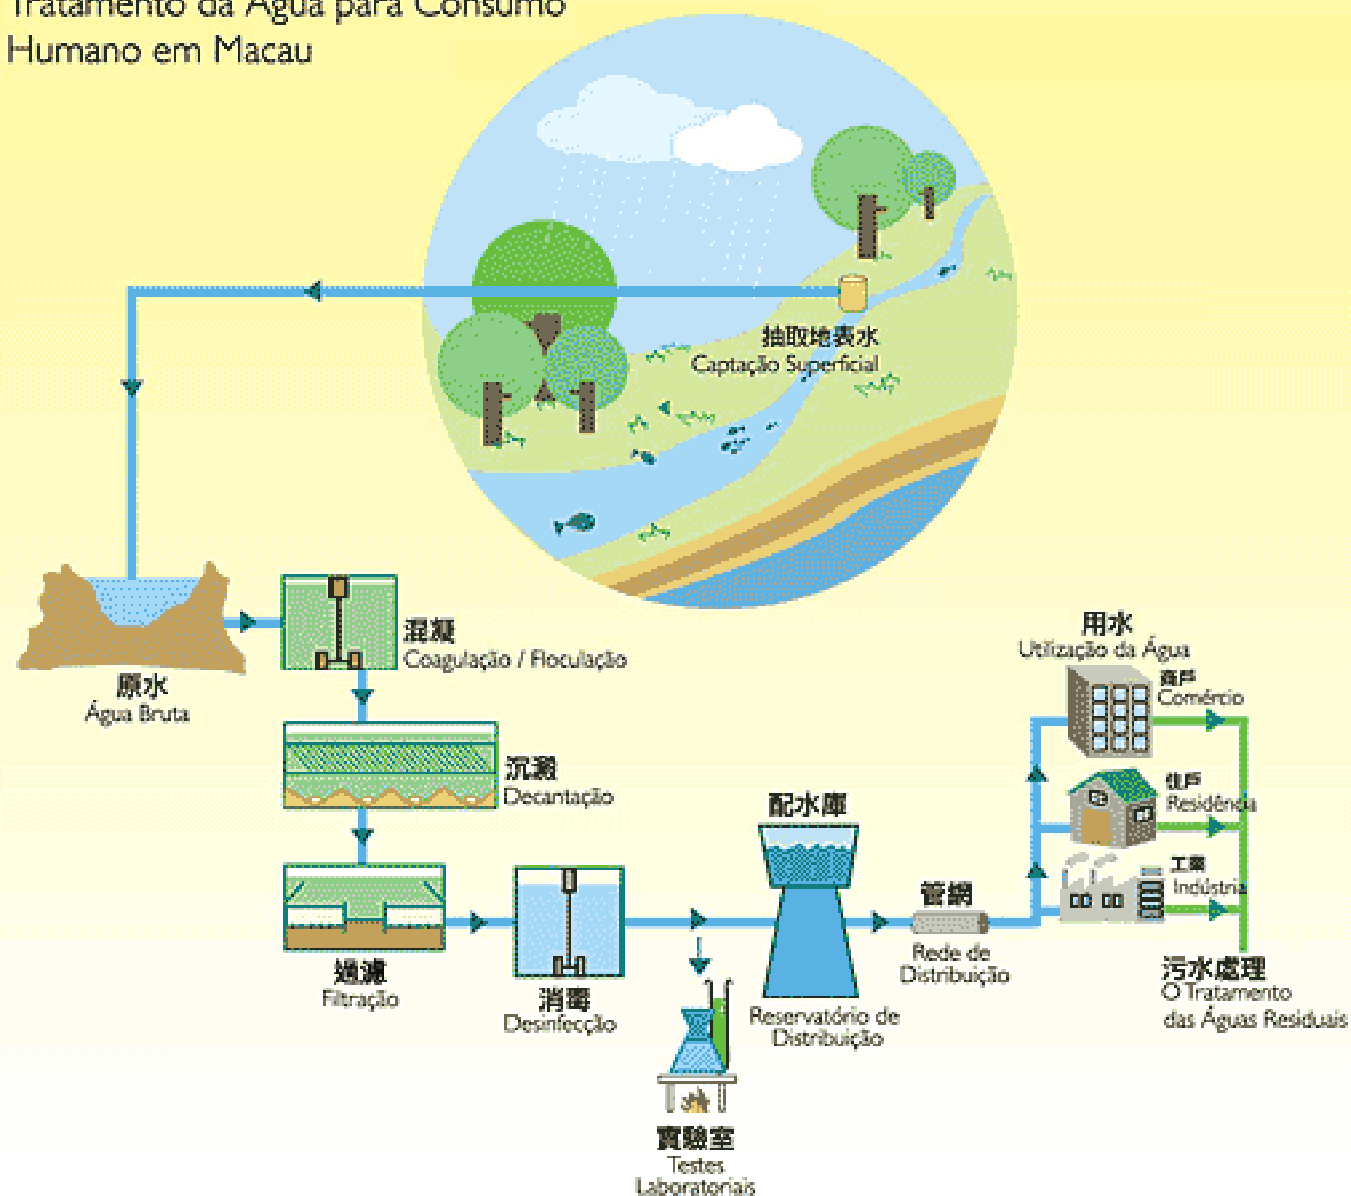 Tratamento da Água para Consumo
Humano em Macau
抽取地表水
Captação Superficial
原水
Água Bruta
混凝
Coagulação / Floculação
沉澱
Decantação
過濾
Filtração
消毒
Desinfecção
實驗室
Testes
Laboratoriais
配水庫
Reservatório de
Distribuição
管網
Rede de
Distribuição
用水
Utilização da Água
商戶
Comércio
住戶
Residência
工業
Indústria
污水處理
O Tratamento
das Águas Residuais